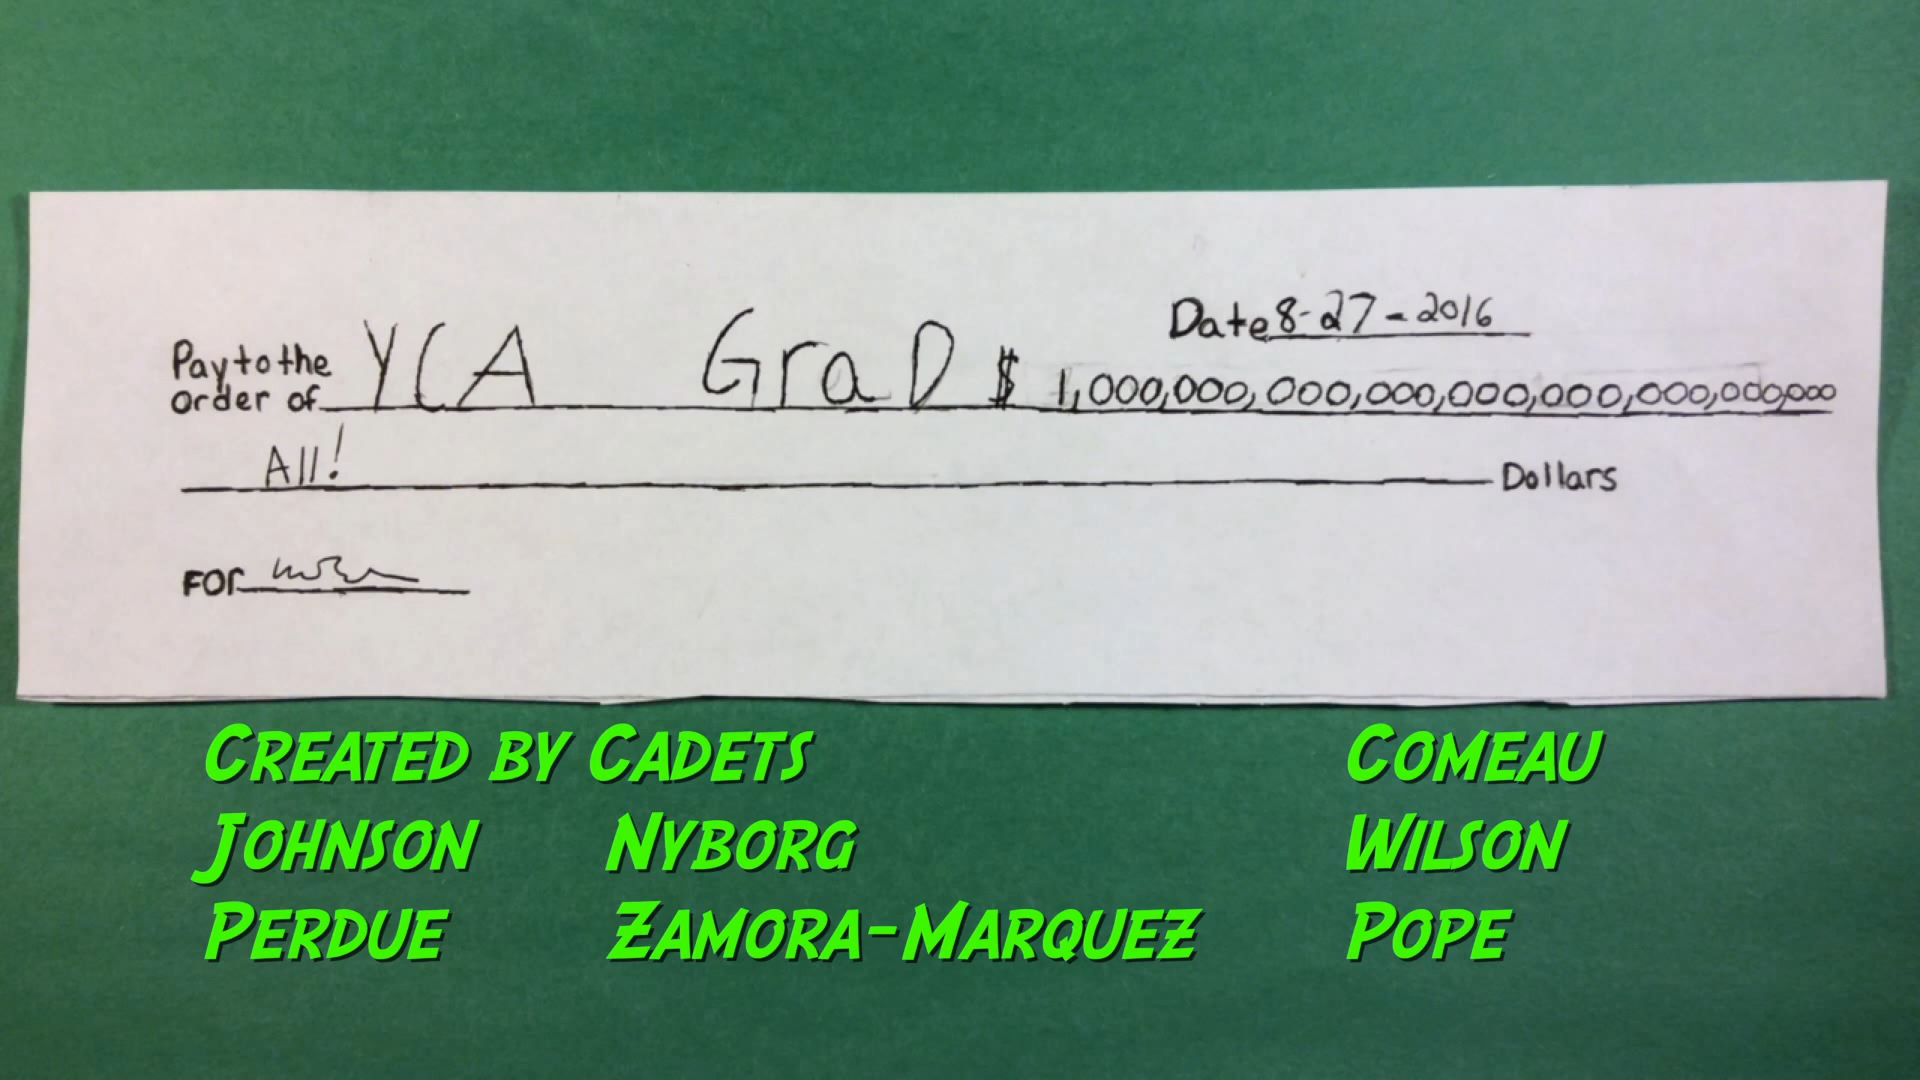 Date 8-27-2016
Pay to the
order of YCA GraD $ 1,000,000,000,000,000,000,000,000,000
All! Dollars
For
CREATED BY CADETS COMEAU
JOHNSON NYBORG WILSON
PERDUE ZAMORA-MARQUEZ POPE